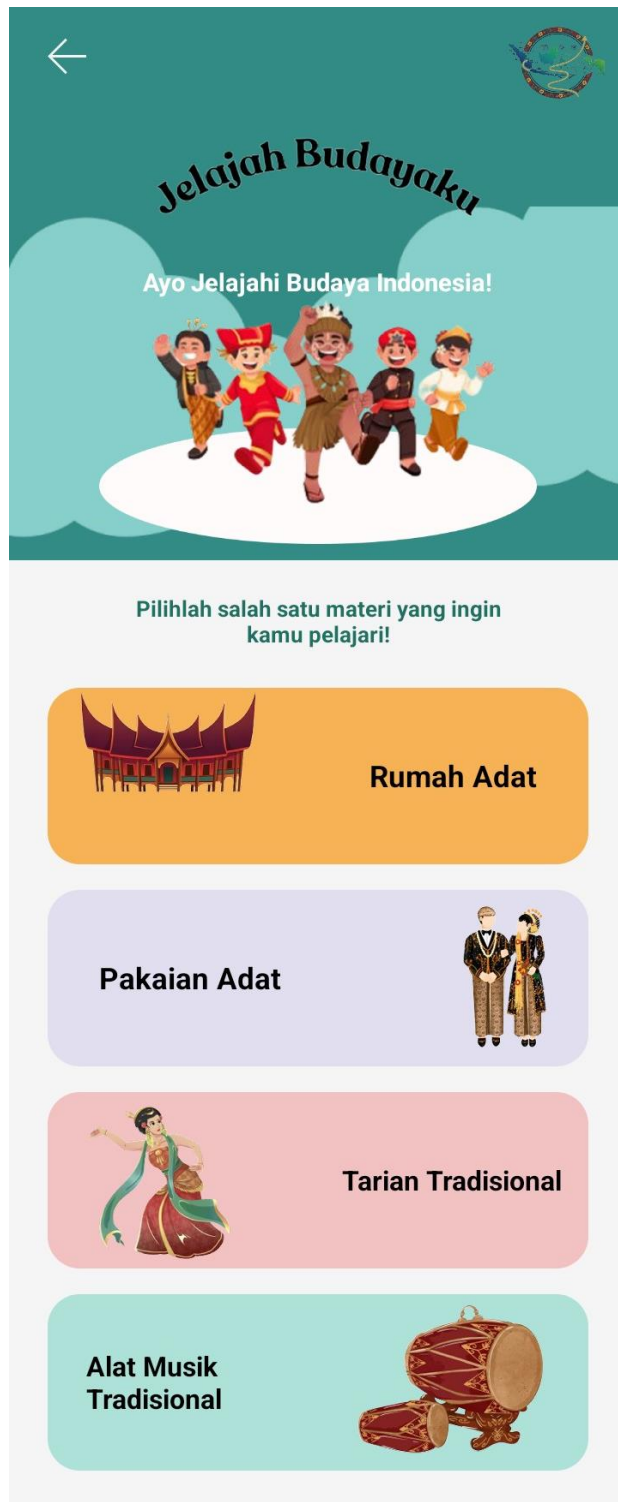 Jelajah Budayaku
Ayo Jelajahi Budaya Indonesia!
Pilihlah salah satu materi yang ingin
kamu pelajari!
Rumah Adat
Pakaian Adat
Tarian Tradisional
Alat Musik
Tradisional